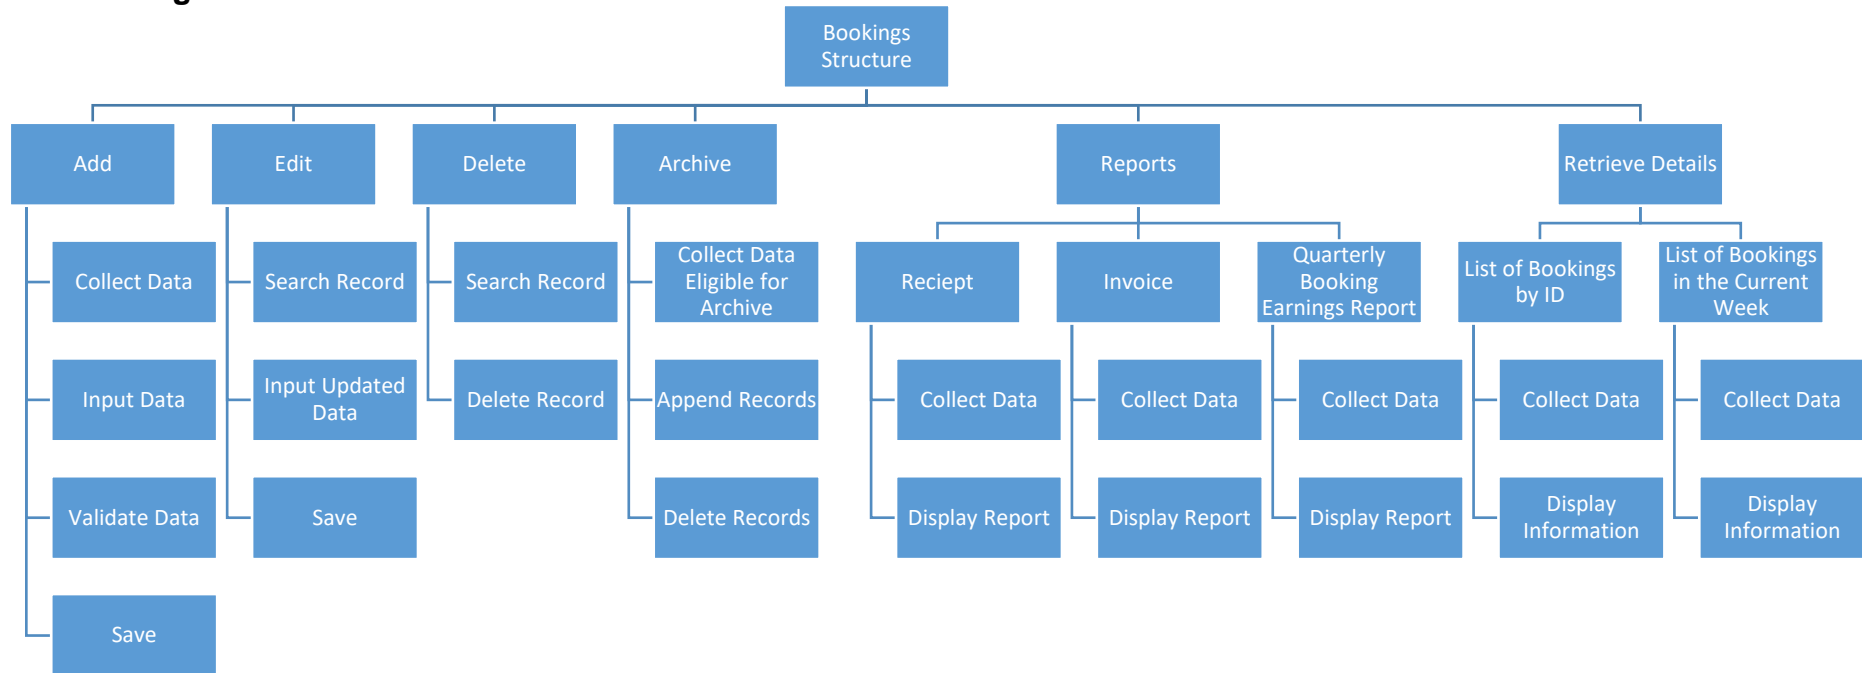 Bookings
Structure
Add
Edit
Delete
Archive
Reports
Retrieve Details
Collect Data
Search Record
Search Record
Collect Data
Eligible for
Archive
Reciept
Invoice
Quarterly
Booking
Earnings Report
List of Bookings
by ID
List of Bookings
in the Current
Week
Input Data
Input Updated
Data
Delete Record
Append Records
Collect Data
Collect Data
Collect Data
Collect Data
Collect Data
Validate Data
Save
Delete Records
Display Report
Display Report
Display Report
Display
Information
Display
Information
Save